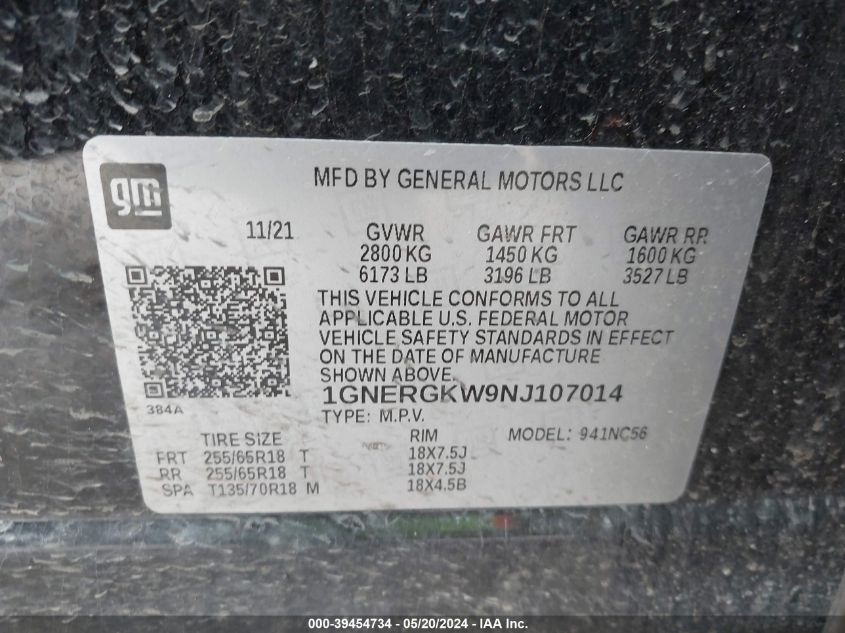 gm
MFD BY GENERAL MOTORS LLC
11/21 GVWR GAWR FRT GAWR RR
2800 KG 1450 KG 1600 KG
6173 LB 3196 LB 3527 LB
THIS VEHICLE CONFORMS TO ALL
APPLICABLE U.S. FEDERAL MOTOR
VEHICLE SAFETY STANDARDS IN EFFECT
ON THE DATE OF MANUFACTURE
SHOWN ABOVE.
1GNERGKW9NJ107014
384A
TYPE: M.P.V.
TIRE SIZE RIM MODEL: 941NC56
FRT 255/65R18 T 18X7.5J
RR 255/65R18 T 18X7.5J
SPA T135/70R18 M 18X4.5B
000-39454734 - 05/20/2024 - IAA Inc.